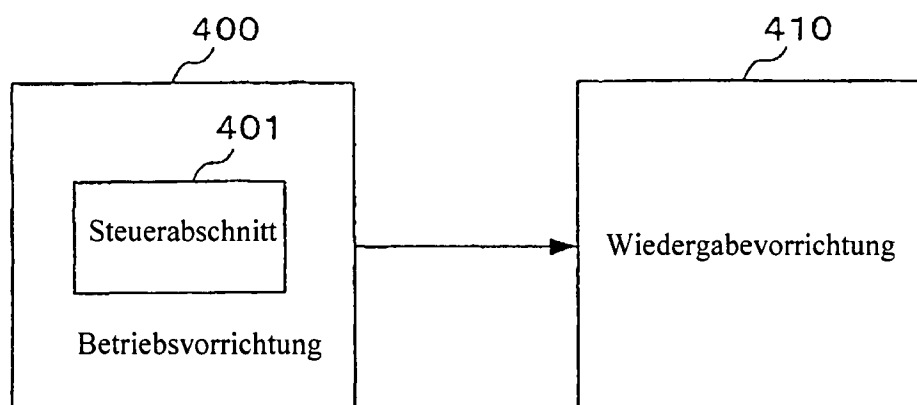 400
410
401
Steuerabschnitt
Wiedergabevorrichtung
Betriebsvorrichtung